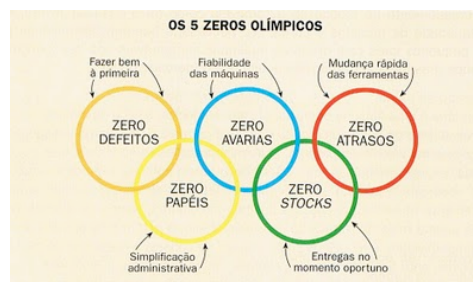 OS 5 ZEROS OLÍMPICOS
Fazer bem
à primeira
Fiabilidade
das máquinas
Mudança rápida
das ferramentas
ZERO
DEFEITOS
ZERO
AVARIAS
ZERO
ATRASOS
ZERO
PAPÉIS
ZERO
STOCKS
Simplificação
administrativa
Entregas no
momento oportuno